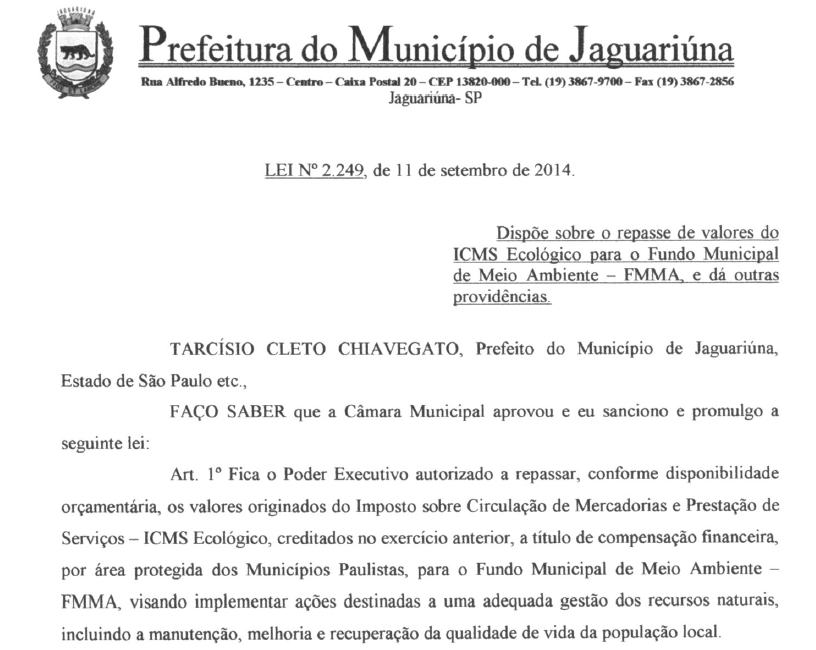 Prefeitura do Município de Jaguariúna
Rua Alfredo Bueno, 1235 – Centro – Caixa Postal 20 – CEP 13820-000 – Tel. (19) 3867-9700 – Fax (19) 3867-2856
Jaguariúna- SP
LEI Nº 2.249, de 11 de setembro de 2014.
Dispõe sobre o repasse de valores do
ICMS Ecológico para o Fundo Municipal
de Meio Ambiente – FMMA, e dá outras
providências.
TARCÍSIO CLETO CHIAVEGATO, Prefeito do Município de Jaguariúna,
Estado de São Paulo etc.,
FAÇO SABER que a Câmara Municipal aprovou e eu sanciono e promulgo a
seguinte lei:
Art. 1º Fica o Poder Executivo autorizado a repassar, conforme disponibilidade
orçamentária, os valores originados do Imposto sobre Circulação de Mercadorias e Prestação de
Serviços – ICMS Ecológico, creditados no exercício anterior, a título de compensação financeira,
por área protegida dos Municípios Paulistas, para o Fundo Municipal de Meio Ambiente –
FMMA, visando implementar ações destinadas a uma adequada gestão dos recursos naturais,
incluindo a manutenção, melhoria e recuperação da qualidade de vida da população local.